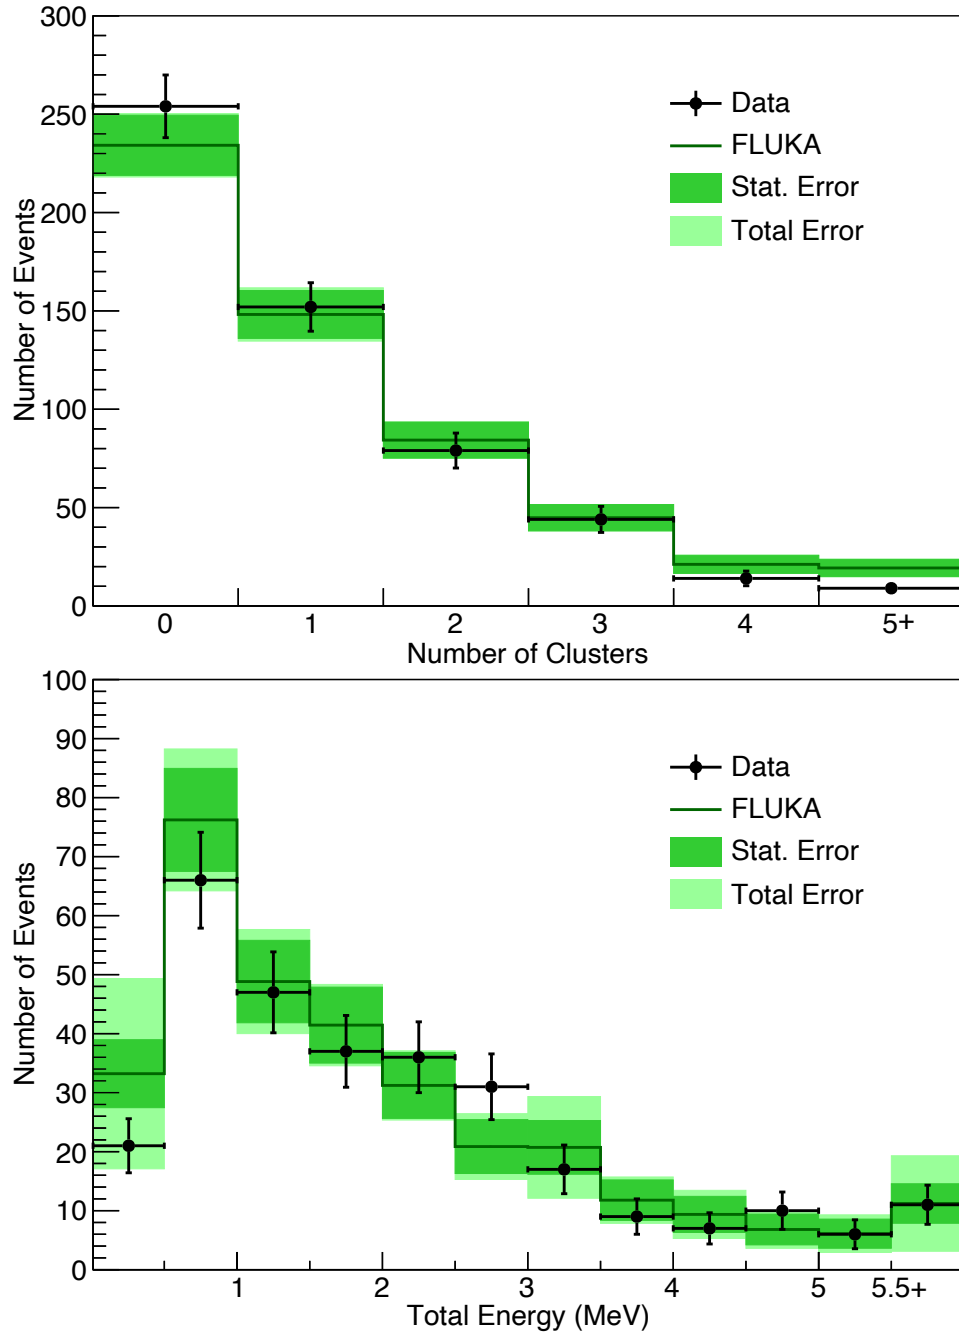 300
250
200
150
100
50
0
Number of Events
Data
FLUKA
Stat. Error
Total Error
0 1 2 3 4 5+
Number of Clusters
100
90
80
70
60
50
40
30
20
10
0
Number of Events
Data
FLUKA
Stat. Error
Total Error
1 2 3 4 5 5.5+
Total Energy (MeV)